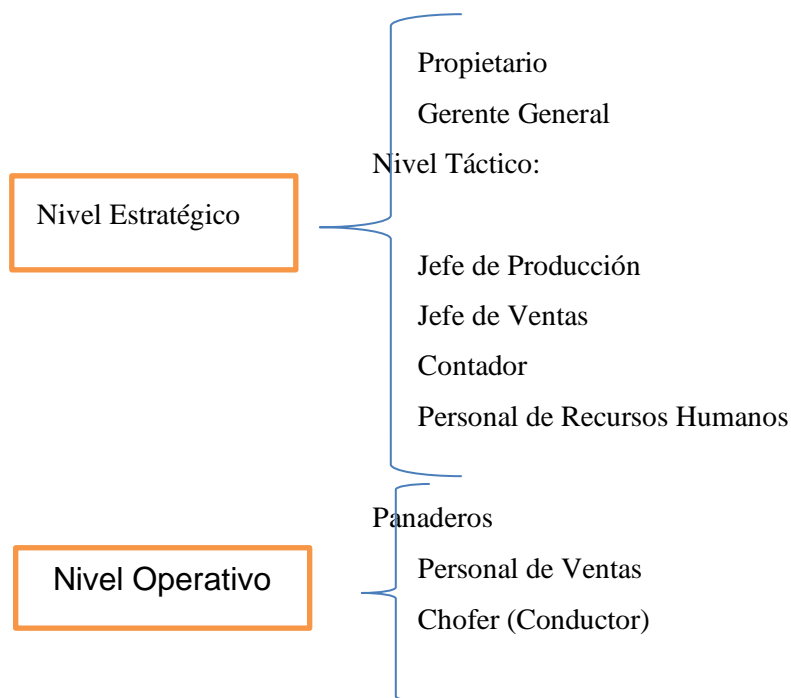 Propietario
Gerente General
Nivel Táctico:
Nivel Estratégico
Jefe de Producción
Jefe de Ventas
Contador
Personal de Recursos Humanos
Panaderos
Nivel Operativo
Personal de Ventas
Chofer (Conductor)